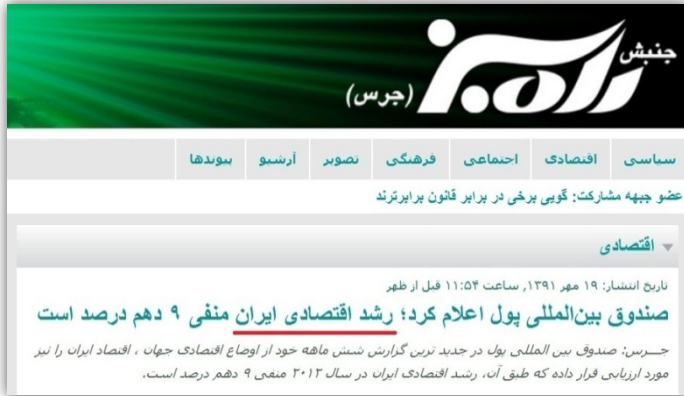 جنبش
راه سبز
(جرس)
سیاسی اقتصادی اجتماعی فرهنگی تصویر آرشیو پیوندها
عضو جبهه مشارکت: گویی برخی در برابر قانون برابرترند
اقتصادی
تاریخ انتشار: ۱۹ مهر ۱۳۹۱, ساعت ۱۱:۵۴ قبل از ظهر
صندوق بین‌المللی پول اعلام کرد؛ رشد اقتصادی ایران منفی ۹ دهم درصد است
جــرس: صندوق بین المللی پول در جدید ترین گزارش شش ماهه خود از اوضاع اقتصادی جهان ، اقتصاد ایران را نیز
مورد ارزیابی قرار داده که طبق آن، رشد اقتصادی ایران در سال ۲۰۱۲ منفی ۹ دهم درصد است.